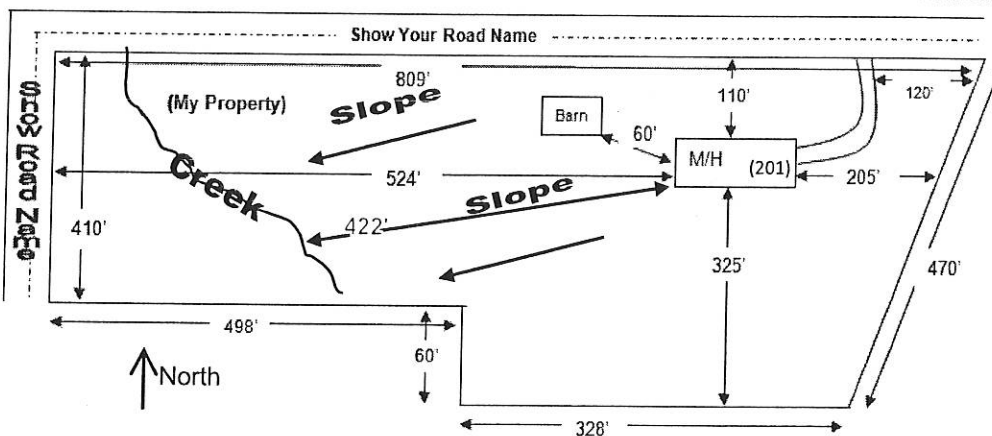 Show Your Road Name
809'
Show Road Name
(My Property)
Slope
Barn
110'
120'
60'
M/H
(201)
Creek
524'
205'
Slope
410'
422'
325'
470'
498'
60'
North
328'